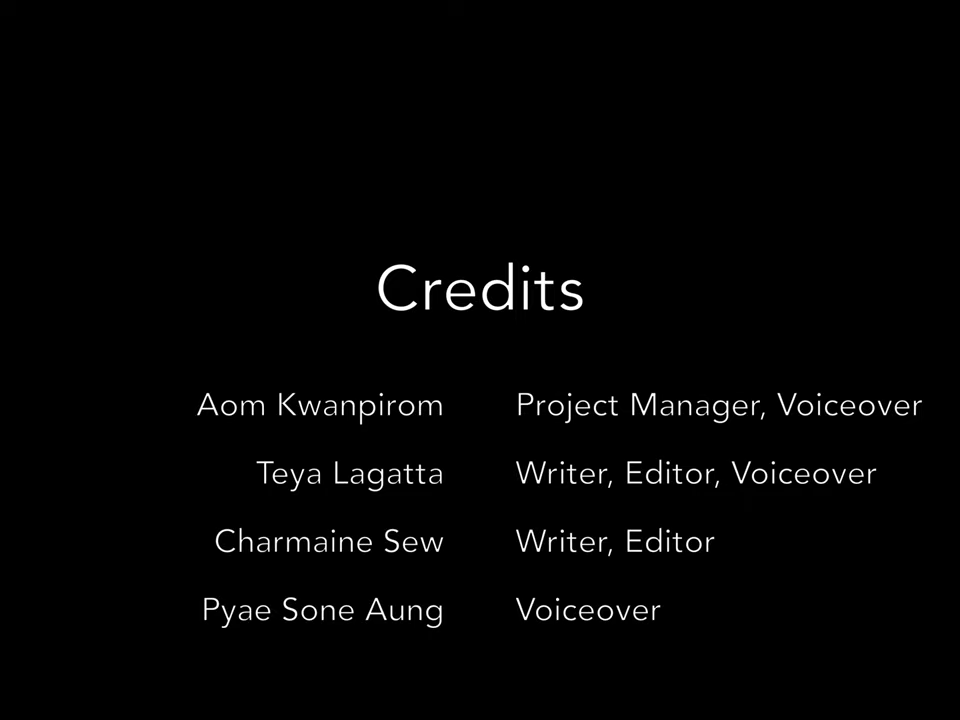 Credits
Aom Kwanpirom Project Manager, Voiceover
Teya Lagatta Writer, Editor, Voiceover
Charmaine Sew Writer, Editor
Pyae Sone Aung Voiceover